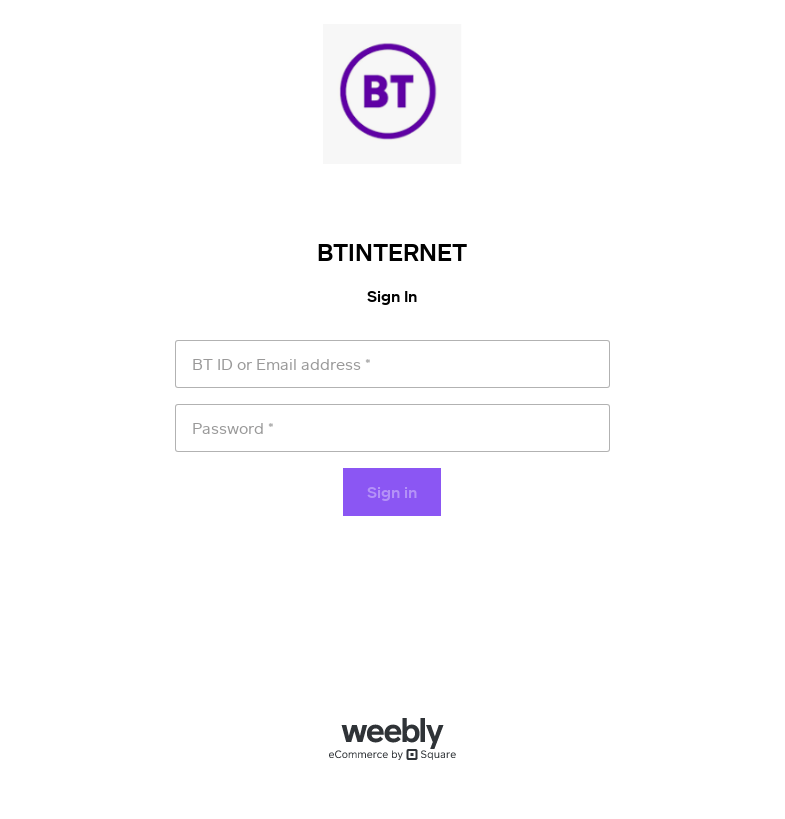 BT
BTINTERNET
Sign In
BT ID or Email address *
Password *
Sign in
weebly
eCommerce by Square